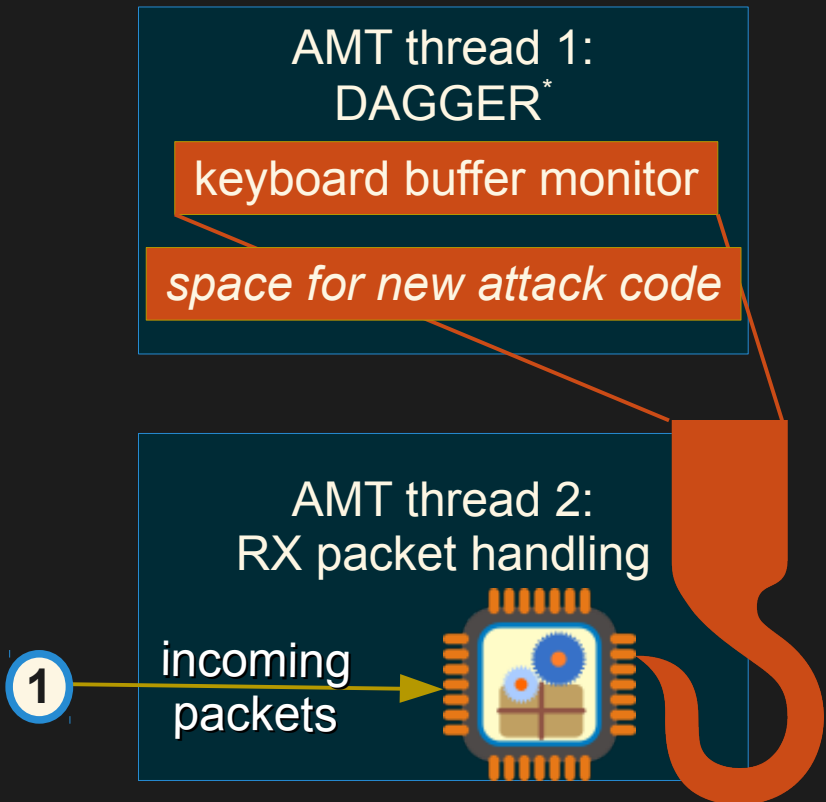 AMT thread 1:
DAGGER*
keyboard buffer monitor
space for new attack code
AMT thread 2:
RX packet handling
1
incoming
packets